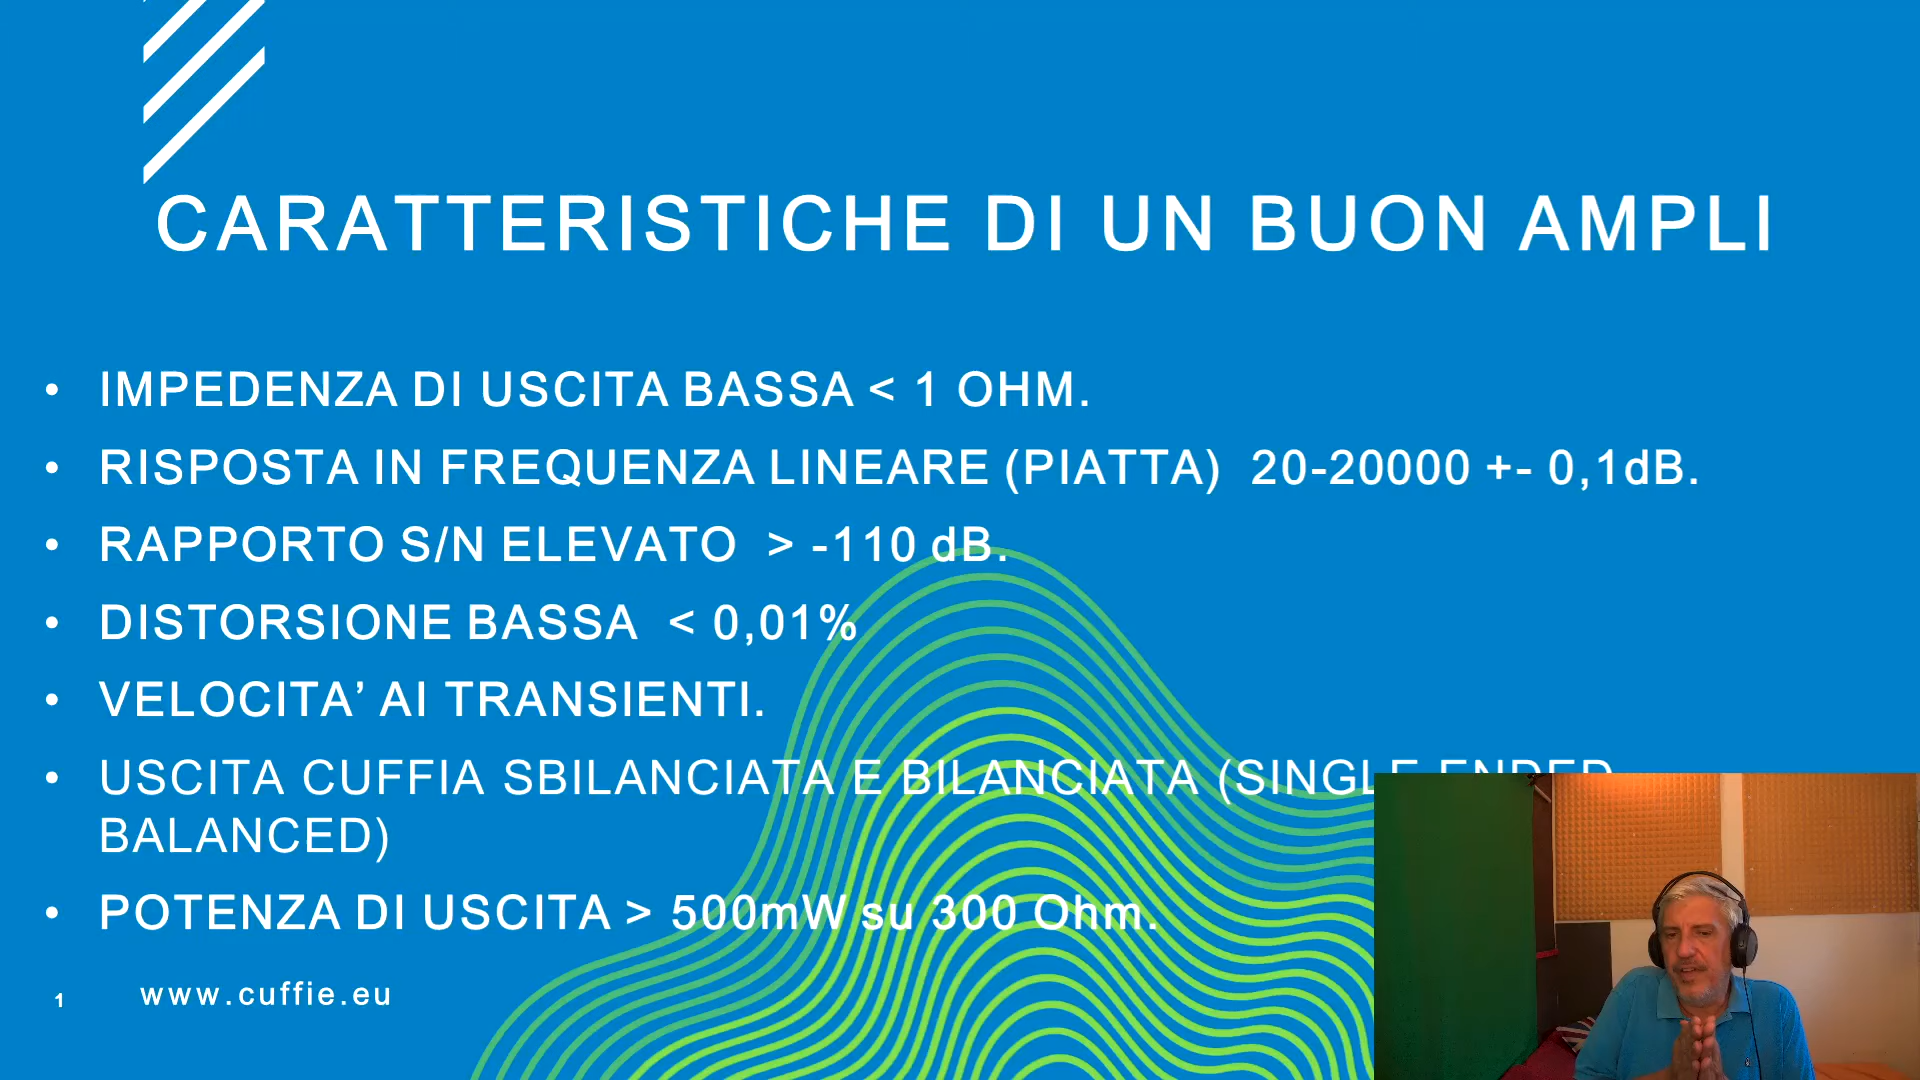 CARATTERISTICHE DI UN BUON AMPLI
• IMPEDENZA DI USCITA BASSA < 1 OHM.
• RISPOSTA IN FREQUENZA LINEARE (PIATTA) 20-20000 +- 0,1dB.
• RAPPORTO S/N ELEVATO > -110 dB.
• DISTORSIONE BASSA < 0,01%
• VELOCITA’ AI TRANSIENTI.
• USCITA CUFFIA SBILANCIATA E BILANCIATA (SINGLE ENDED
BALANCED)
• POTENZA DI USCITA > 500mW su 300 Ohm.
1 www.cuffie.eu